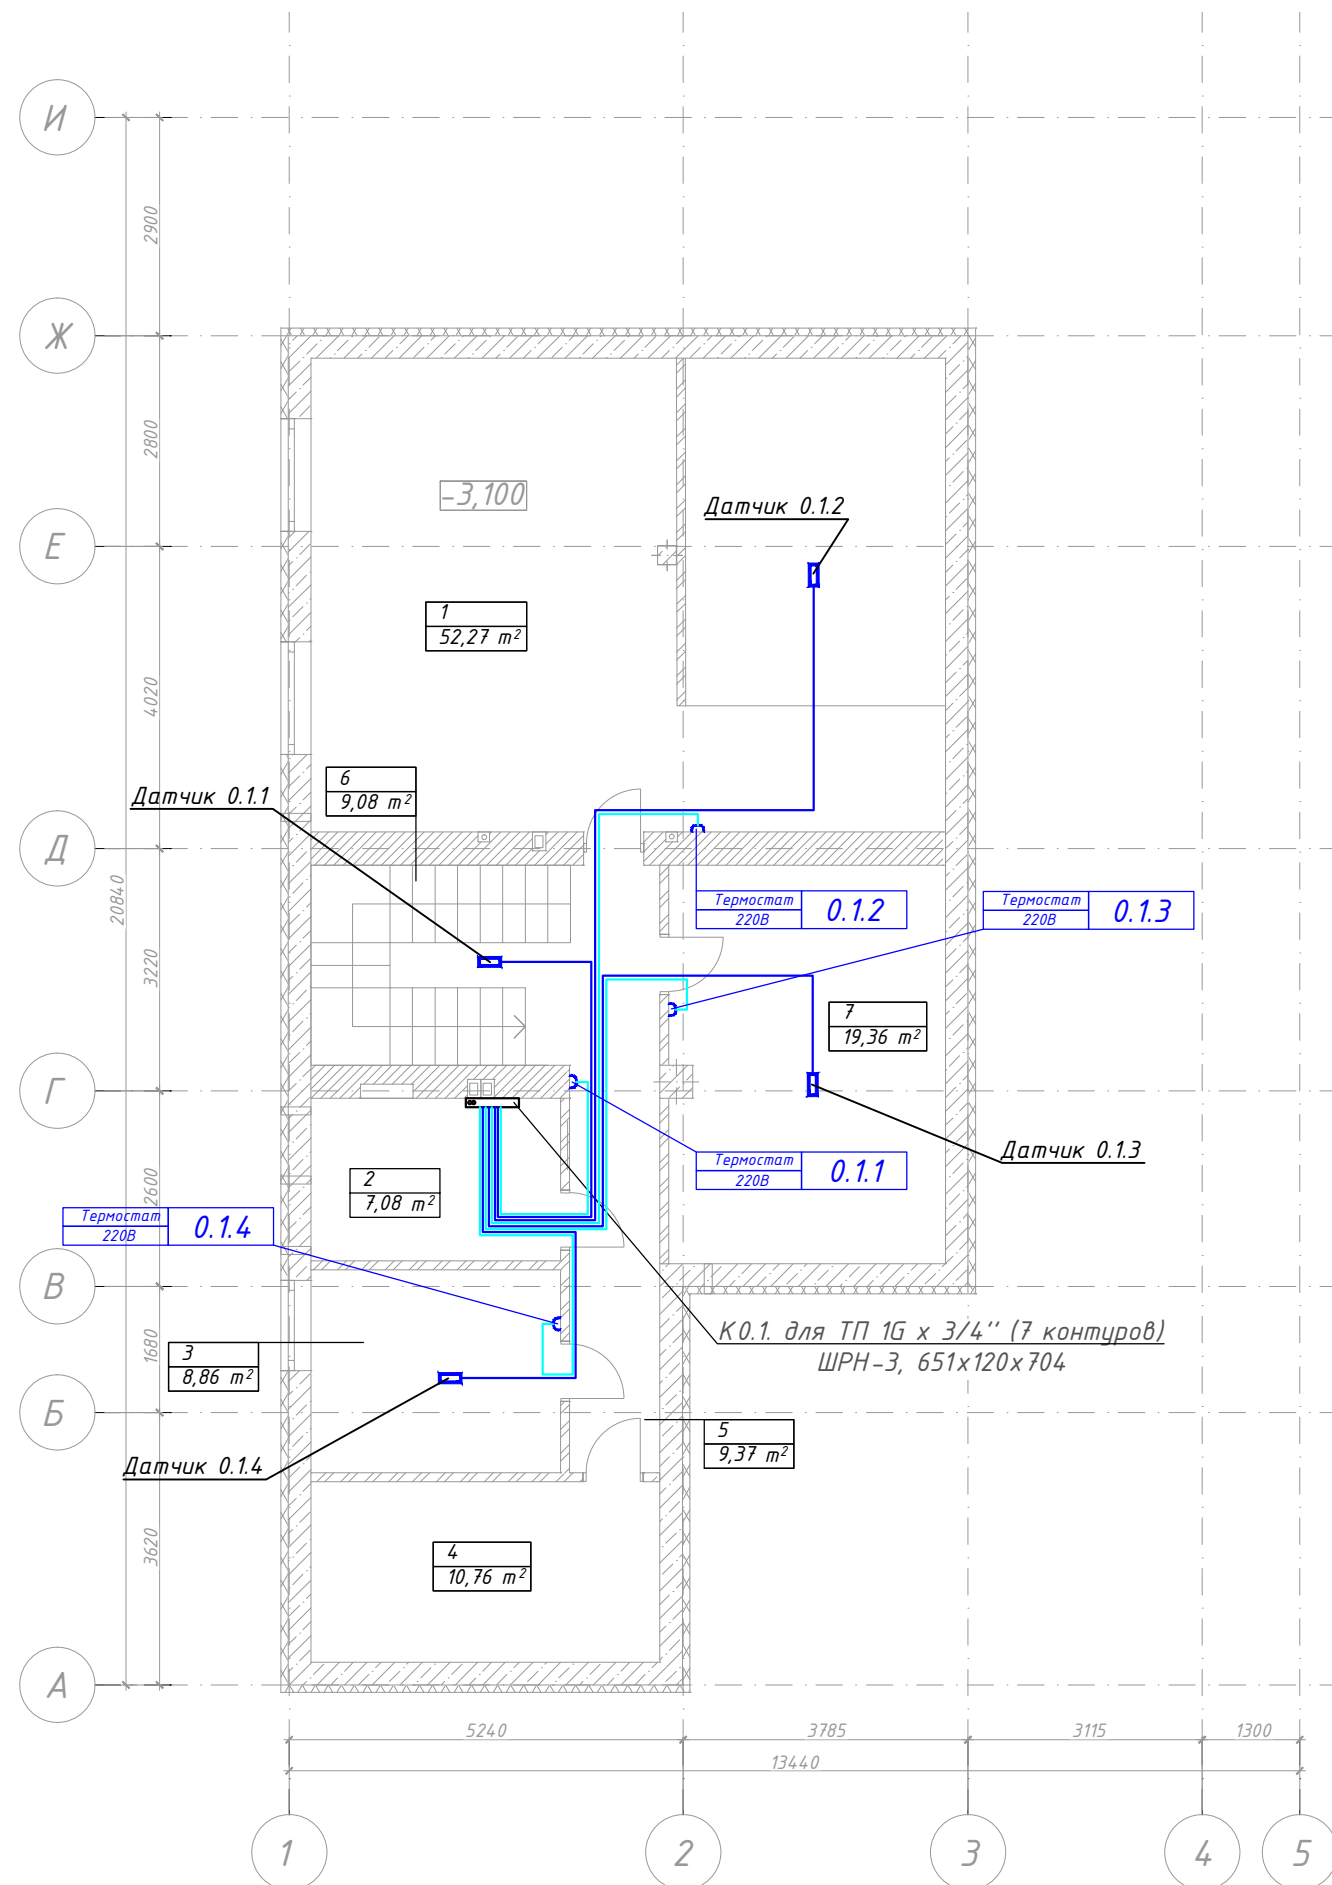 И
2900
Ж
2800
-3,100
Датчик 0.1.2
Е
1
52,27 m²
4020
6
9,08 m²
Датчик 0.1.1
Д
20840
Термостат
220В
0.1.2
Термостат
220В
0.1.3
3220
7
19,36 m²
Г
Датчик 0.1.3
Термостат
220В
0.1.1
2600
2
7,08 m²
Термостат
220В
0.1.4
В
К0.1. для ТП 1G x 3/4'' (7 контуров)
ШРН-3, 651x120x704
1680
3
8,86 m²
Б
5
9,37 m²
Датчик 0.1.4
3620
4
10,76 m²
А
5240
3785
3115
1300
13440
1
2
3
4
5